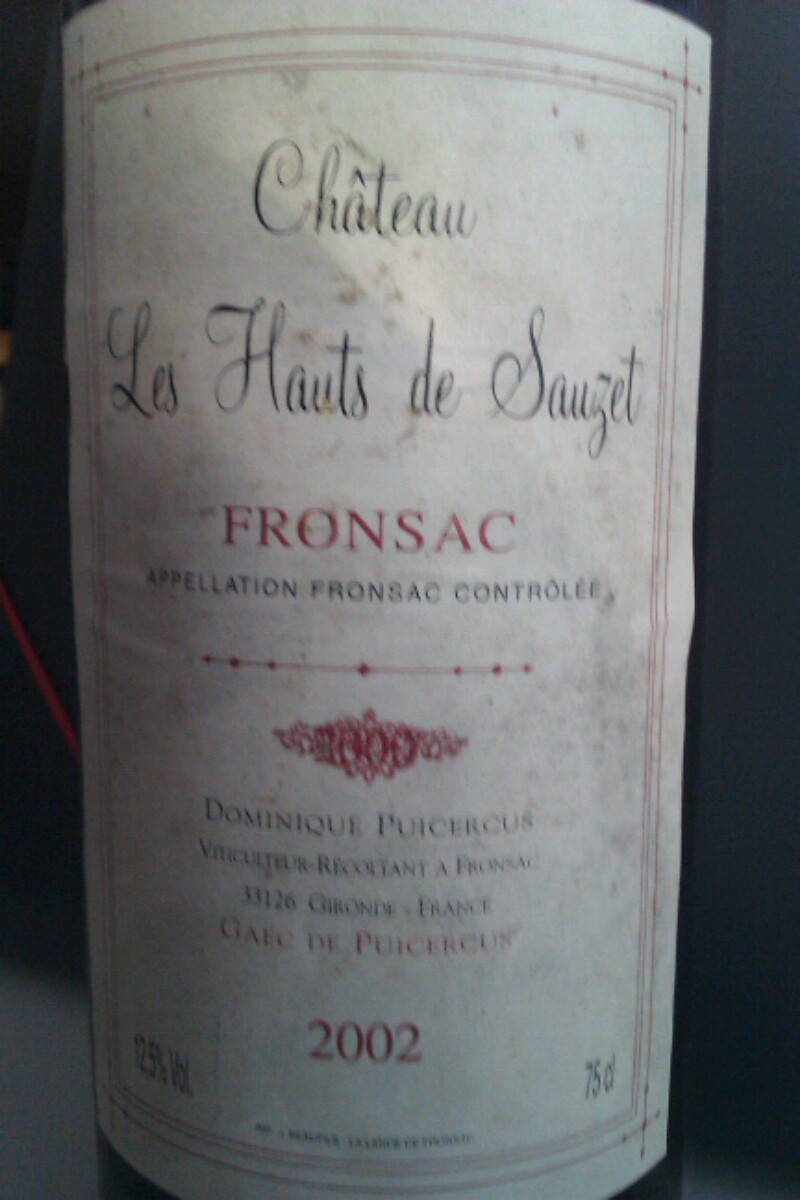 Château
Les Hauts de Sauzet
FRONSAC
APPELLATION FRONSAC CONTRÔLÉE
DOMINIQUE PUICERCUS
VITICULTEUR-RÉCOLTANT A FRONSAC
33126 GIRONDE - FRANCE
GAEC DE PUICERCUS
2002
12,5% Vol.
75 cl